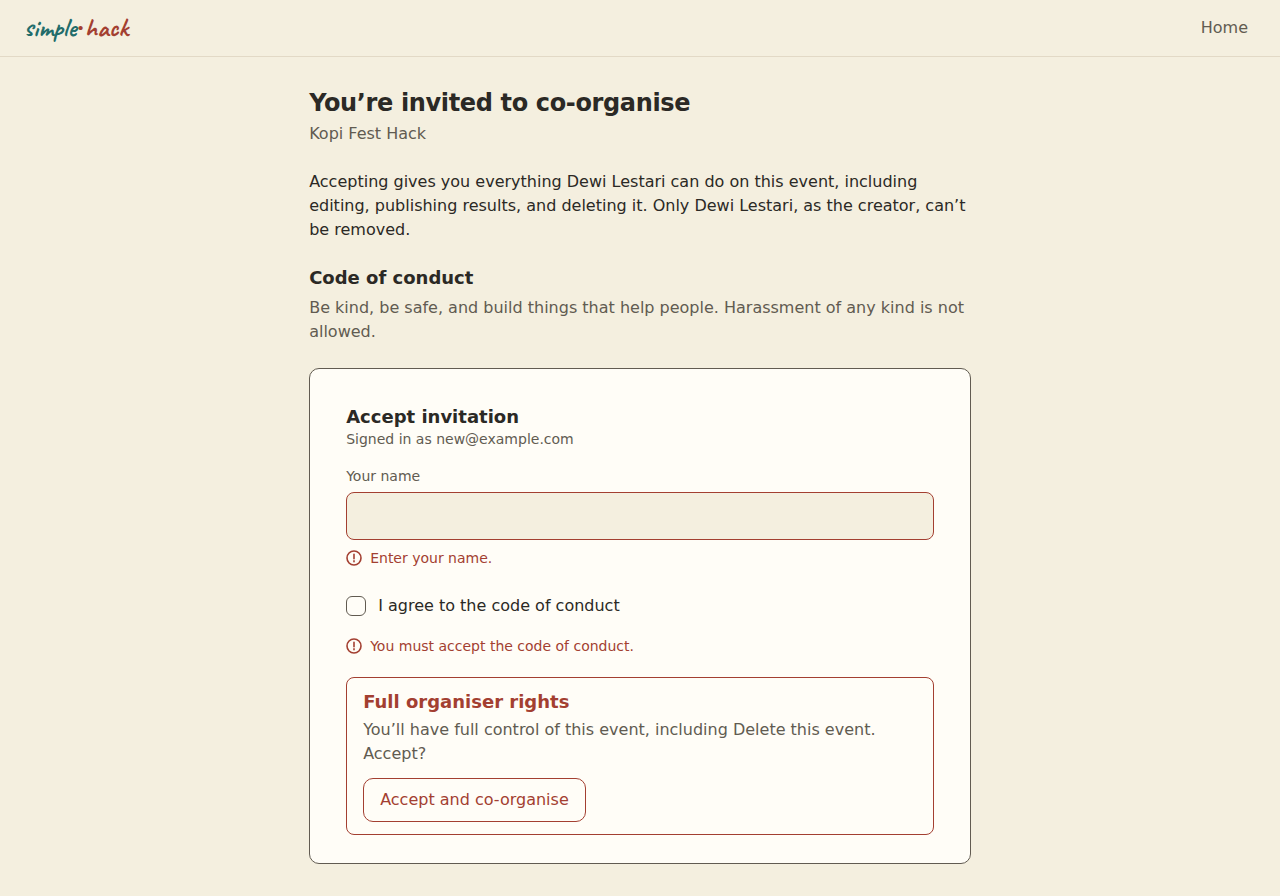 simple·hack
Home
You’re invited to co-organise
Kopi Fest Hack
Accepting gives you everything Dewi Lestari can do on this event, including
editing, publishing results, and deleting it. Only Dewi Lestari, as the creator, can’t
be removed.
Code of conduct
Be kind, be safe, and build things that help people. Harassment of any kind is not
allowed.
Accept invitation
Signed in as new@example.com
Your name
Enter your name.
I agree to the code of conduct
You must accept the code of conduct.
Full organiser rights
You’ll have full control of this event, including Delete this event.
Accept?
Accept and co-organise